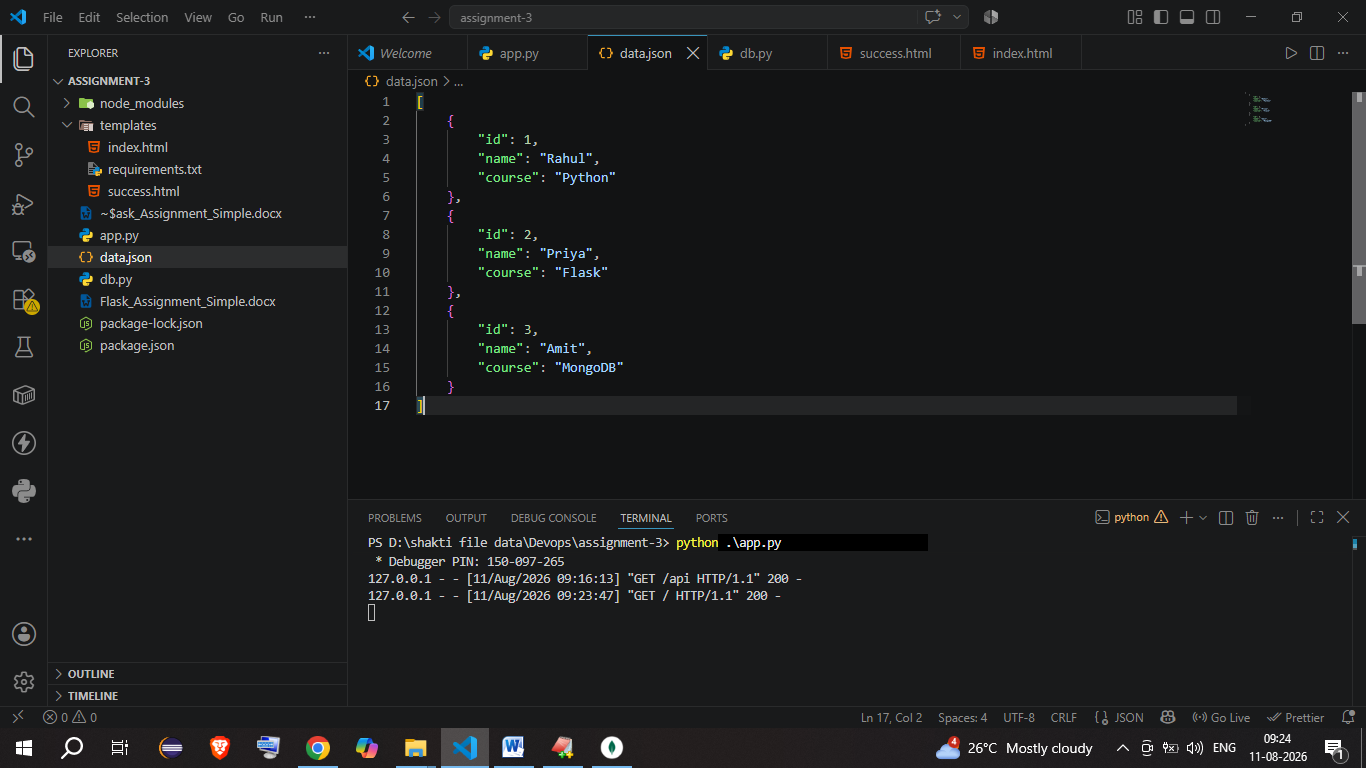 File Edit Selection View Go Run ··· assignment-3
EXPLORER ···
ASSIGNMENT-3
node_modules
templates
index.html
requirements.txt
success.html
~$ask_Assignment_Simple.docx
app.py
data.json
db.py
Flask_Assignment_Simple.docx
package-lock.json
package.json
OUTLINE
TIMELINE
Welcome app.py data.json db.py success.html index.html
data.json > ...
1 [
2 {
3 "id": 1,
4 "name": "Rahul",
5 "course": "Python"
6 },
7 {
8 "id": 2,
9 "name": "Priya",
10 "course": "Flask"
11 },
12 {
13 "id": 3,
14 "name": "Amit",
15 "course": "MongoDB"
16 }
17 ]
PROBLEMS OUTPUT DEBUG CONSOLE TERMINAL PORTS python
PS D:\shakti file data\Devops\assignment-3> python .\app.py
* Debugger PIN: 150-097-265
127.0.0.1 - - [11/Aug/2026 09:16:13] "GET /api HTTP/1.1" 200 -
127.0.0.1 - - [11/Aug/2026 09:23:47] "GET / HTTP/1.1" 200 -
0 0 Ln 17, Col 2 Spaces: 4 UTF-8 CRLF {} JSON Go Live Prettier
4 26°C Mostly cloudy ENG 09:24
11-08-2026 1